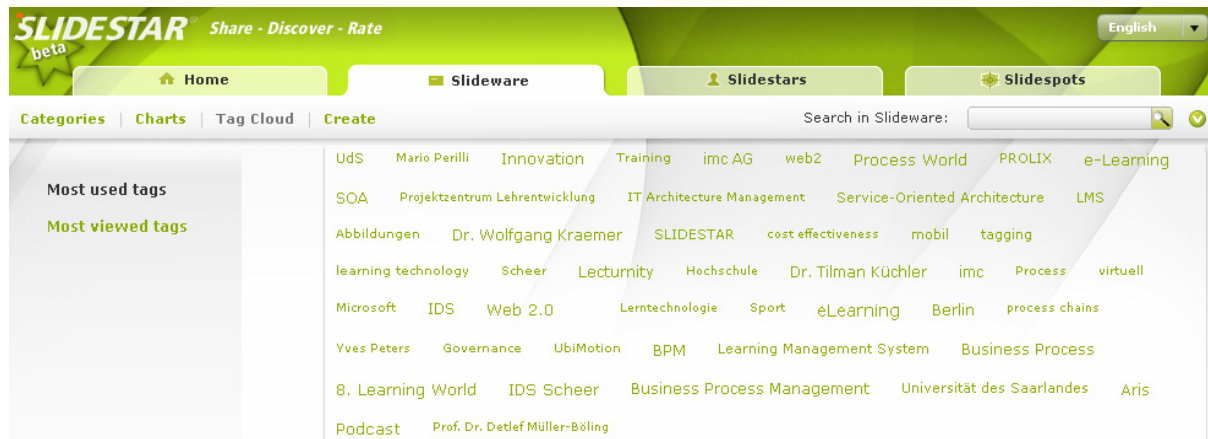 SLIDESTAR® Share - Discover - Rate English
beta
Home Slideware Slidestars Slidespots
Categories | Charts | Tag Cloud | Create Search in Slideware:
Most used tags
Most viewed tags
UdS Mario Perilli Innovation Training imc AG web2 Process World PROLIX e-Learning
SOA Projektzentrum Lehrentwicklung IT Architecture Management Service-Oriented Architecture LMS
Abbildungen Dr. Wolfgang Kraemer SLIDESTAR cost effectiveness mobil tagging
learning technology Scheer Lecturnity Hochschule Dr. Tilman Küchler imc Process virtuell
Microsoft IDS Web 2.0 Lerntechnologie Sport eLearning Berlin process chains
Yves Peters Governance UbiMotion BPM Learning Management System Business Process
8. Learning World IDS Scheer Business Process Management Universität des Saarlandes Aris
Podcast Prof. Dr. Detlef Müller-Böling